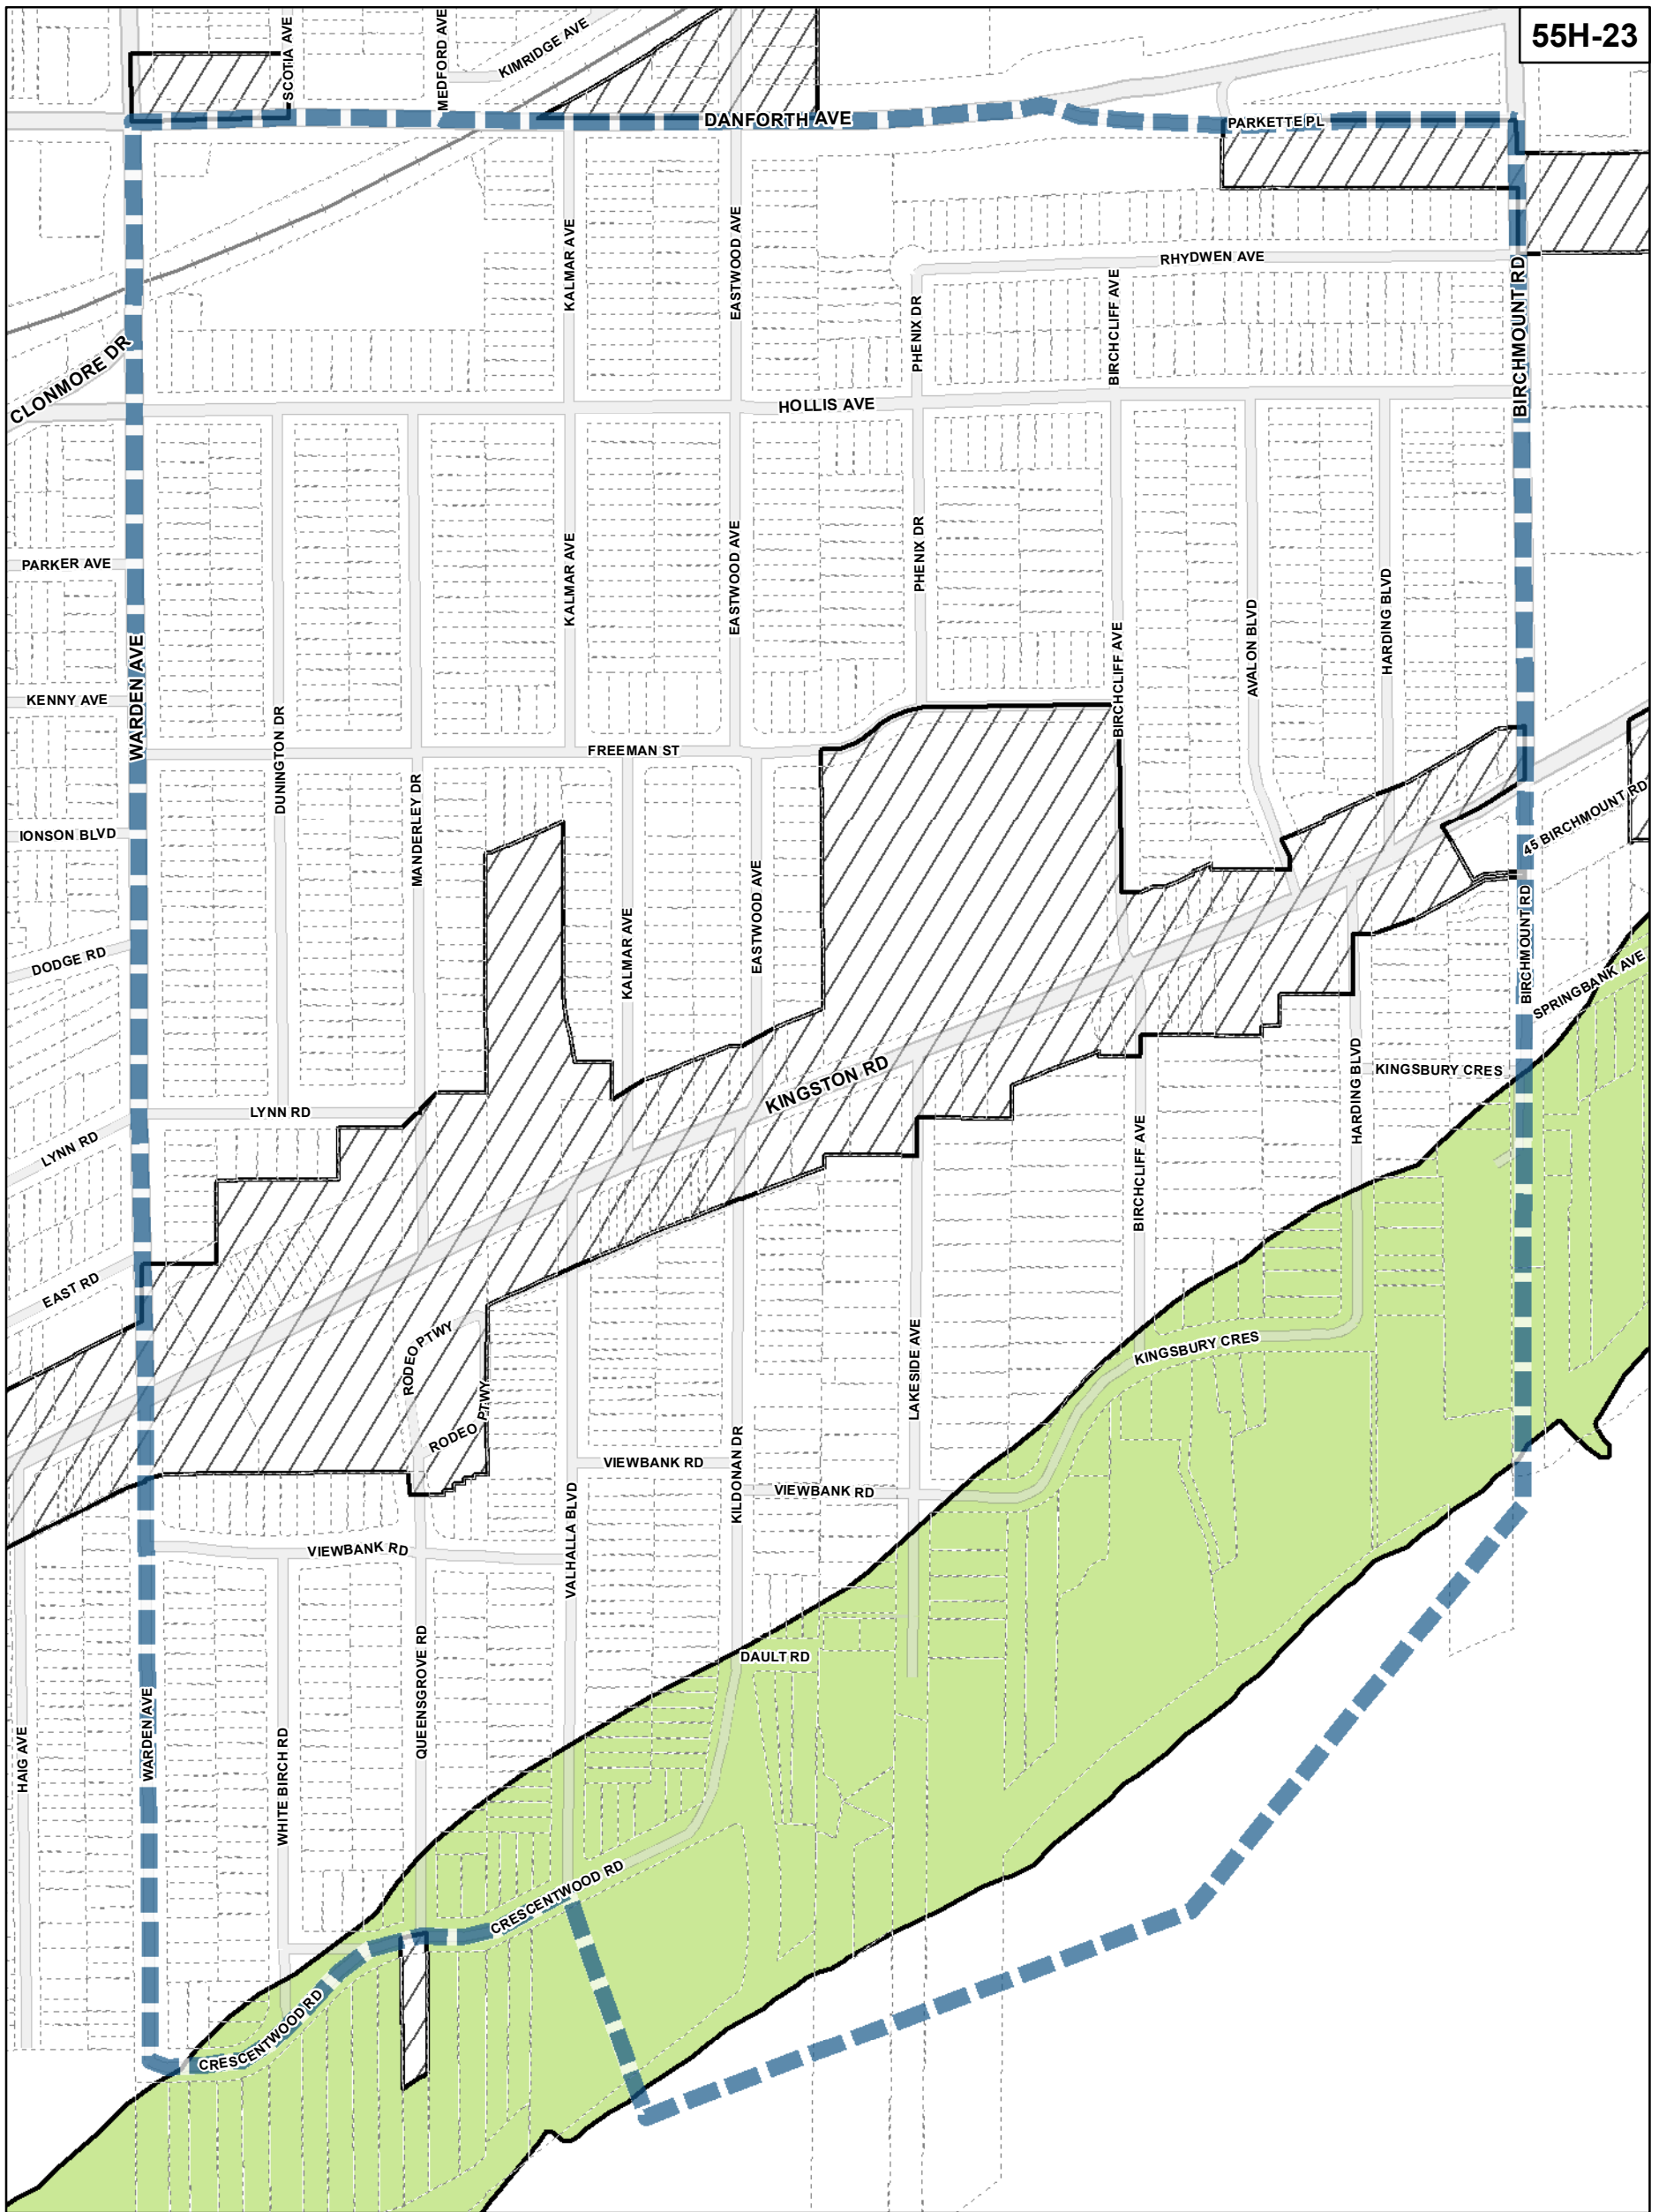 55H-23
SCOTIA AVE
MEDFORD AVE
KIMRIDGE AVE
DANFORTH AVE
PARKETTE PL
KALMAR AVE
EASTWOOD AVE
RHYDWEN AVE
PHENIX DR
BIRCHCLIFF AVE
BIRCHMOUNT RD
CLONMORE DR
HOLLIS AVE
PARKER AVE
KALMAR AVE
EASTWOOD AVE
PHENIX DR
AVALON BLVD
HARDING BLVD
KENNY AVE
WARDEN AVE
BIRCHCLIFF AVE
DUNINGTON DR
FREEMAN ST
IONSON BLVD
MANDERLEY DR
45 BIRCHMOUNT RD
DODGE RD
KALMAR AVE
EASTWOOD AVE
BIRCHMOUNT RD
SPRINGBANK AVE
KINGSTON RD
KINGSBURY CRES
HARDING BLVD
LYNN RD
LYNN RD
BIRCHCLIFF AVE
EAST RD
RODEO PTWY
KINGSBURY CRES
LAKESIDE AVE
RODEO PTWY
VIEWBANK RD
KILDONAN DR
VIEWBANK RD
VIEWBANK RD
VALHALLA BLVD
DAULT RD
QUEENSGROVE RD
WARDEN AVE
HAIG AVE
WHITE BIRCH RD
CRESCENTWOOD RD
CRESCENTWOOD RD